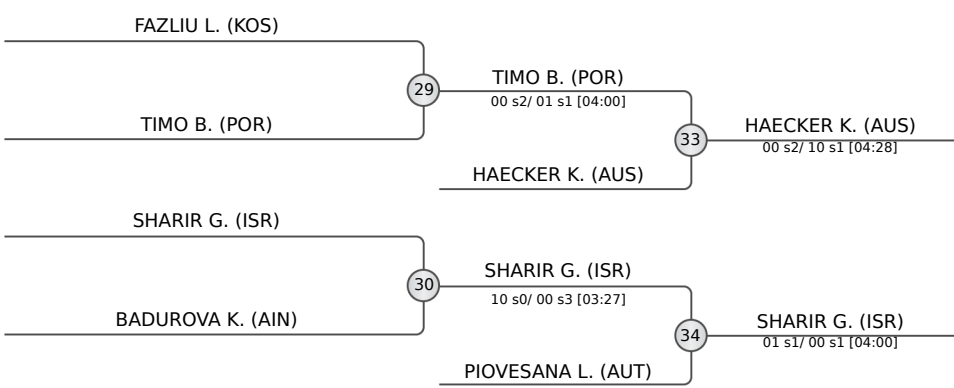 FAZLIU L. (KOS)
29
TIMO B. (POR)
TIMO B. (POR)
00 s2/ 01 s1 [04:00]
33
HAECKER K. (AUS)
HAECKER K. (AUS)
00 s2/ 10 s1 [04:28]
SHARIR G. (ISR)
30
BADUROVA K. (AIN)
SHARIR G. (ISR)
10 s0/ 00 s3 [03:27]
34
PIOVESANA L. (AUT)
SHARIR G. (ISR)
01 s1/ 00 s1 [04:00]